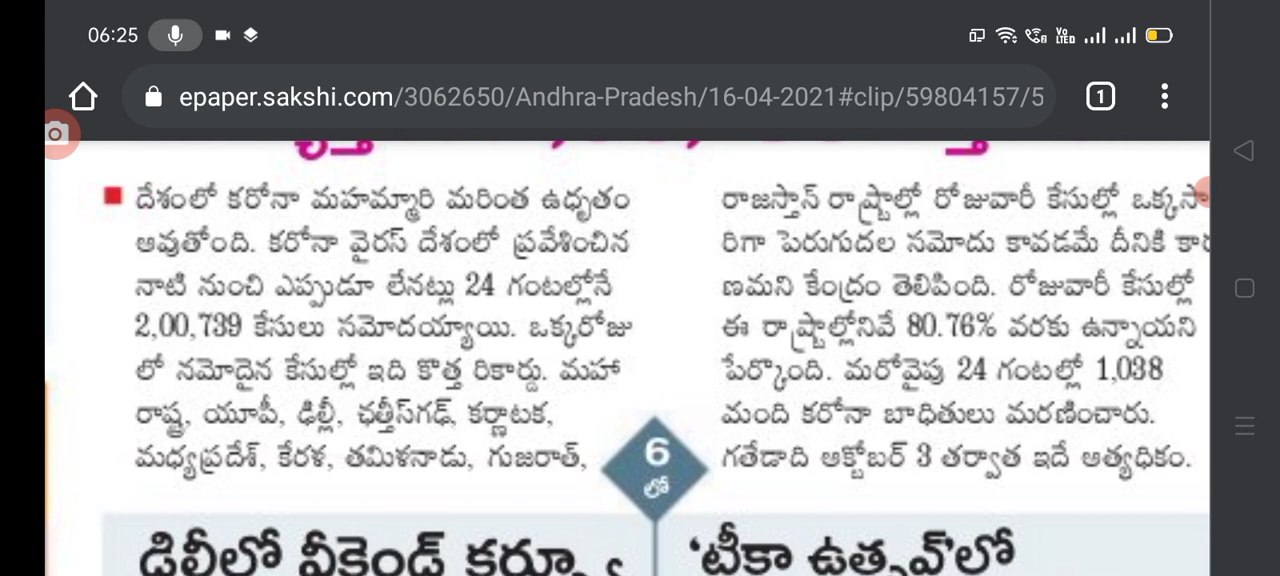 06:25
epaper.sakshi.com/3062650/Andhra-Pradesh/16-04-2021#clip/59804157/5
1
దేశంలో కరోనా మహమ్మారి మరింత ఉధృతం
అవుతోంది. కరోనా వైరస్ దేశంలో ప్రవేశించిన
నాటి నుంచి ఎప్పుడూ లేనట్లు 24 గంటల్లోనే
2,00,739 కేసులు నమోదయ్యాయి. ఒక్కరోజు
లో నమోదైన కేసుల్లో ఇది కొత్త రికార్డు. మహా
రాష్ట్ర, యూపీ, ఢిల్లీ, ఛత్తీస్‌గఢ్, కర్ణాటక,
మధ్యప్రదేశ్, కేరళ, తమిళనాడు, గుజరాత్,
రాజస్తాన్ రాష్ట్రాల్లో రోజువారీ కేసుల్లో ఒక్కసా
రిగా పెరుగుదల నమోదు కావడమే దీనికి కార
ణమని కేంద్రం తెలిపింది. రోజువారీ కేసుల్లో
ఈ రాష్ట్రాల్లోనివే 80.76% వరకు ఉన్నాయని
పేర్కొంది. మరోవైపు 24 గంటల్లో 1,038
మంది కరోనా బాధితులు మరణించారు.
గతేడాది అక్టోబర్ 3 తర్వాత ఇదే అత్యధికం.
6
లో
డిల్లీలో వీకెండ్ కర్ఫ్యూ
‘టీకా ఉత్సవ్’లో